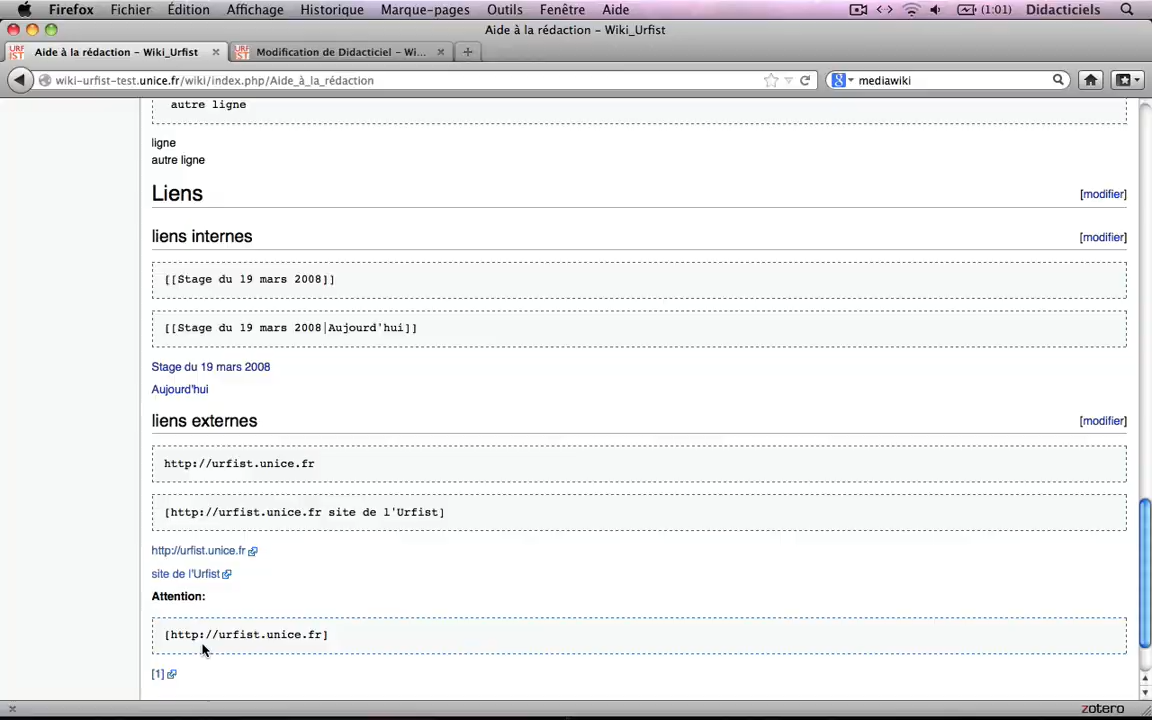 Firefox Fichier Édition Affichage Historique Marque-pages Outils Fenêtre Aide (1:01) Didacticiels
Aide à la rédaction – Wiki_Urfist
URF IST Aide à la rédaction – Wiki_Urfist × URF IST Modification de Didacticiel – Wi... × +
wiki-urfist-test.unice.fr/wiki/index.php/Aide_à_la_rédaction mediawiki
autre ligne
ligne
autre ligne
Liens [modifier]
liens internes [modifier]
[[Stage du 19 mars 2008]]
[[Stage du 19 mars 2008|Aujourd'hui]]
Stage du 19 mars 2008
Aujourd'hui
liens externes [modifier]
http://urfist.unice.fr
[http://urfist.unice.fr site de l'Urfist]
http://urfist.unice.fr
site de l'Urfist
Attention:
[http://urfist.unice.fr]
[1]
× zotero